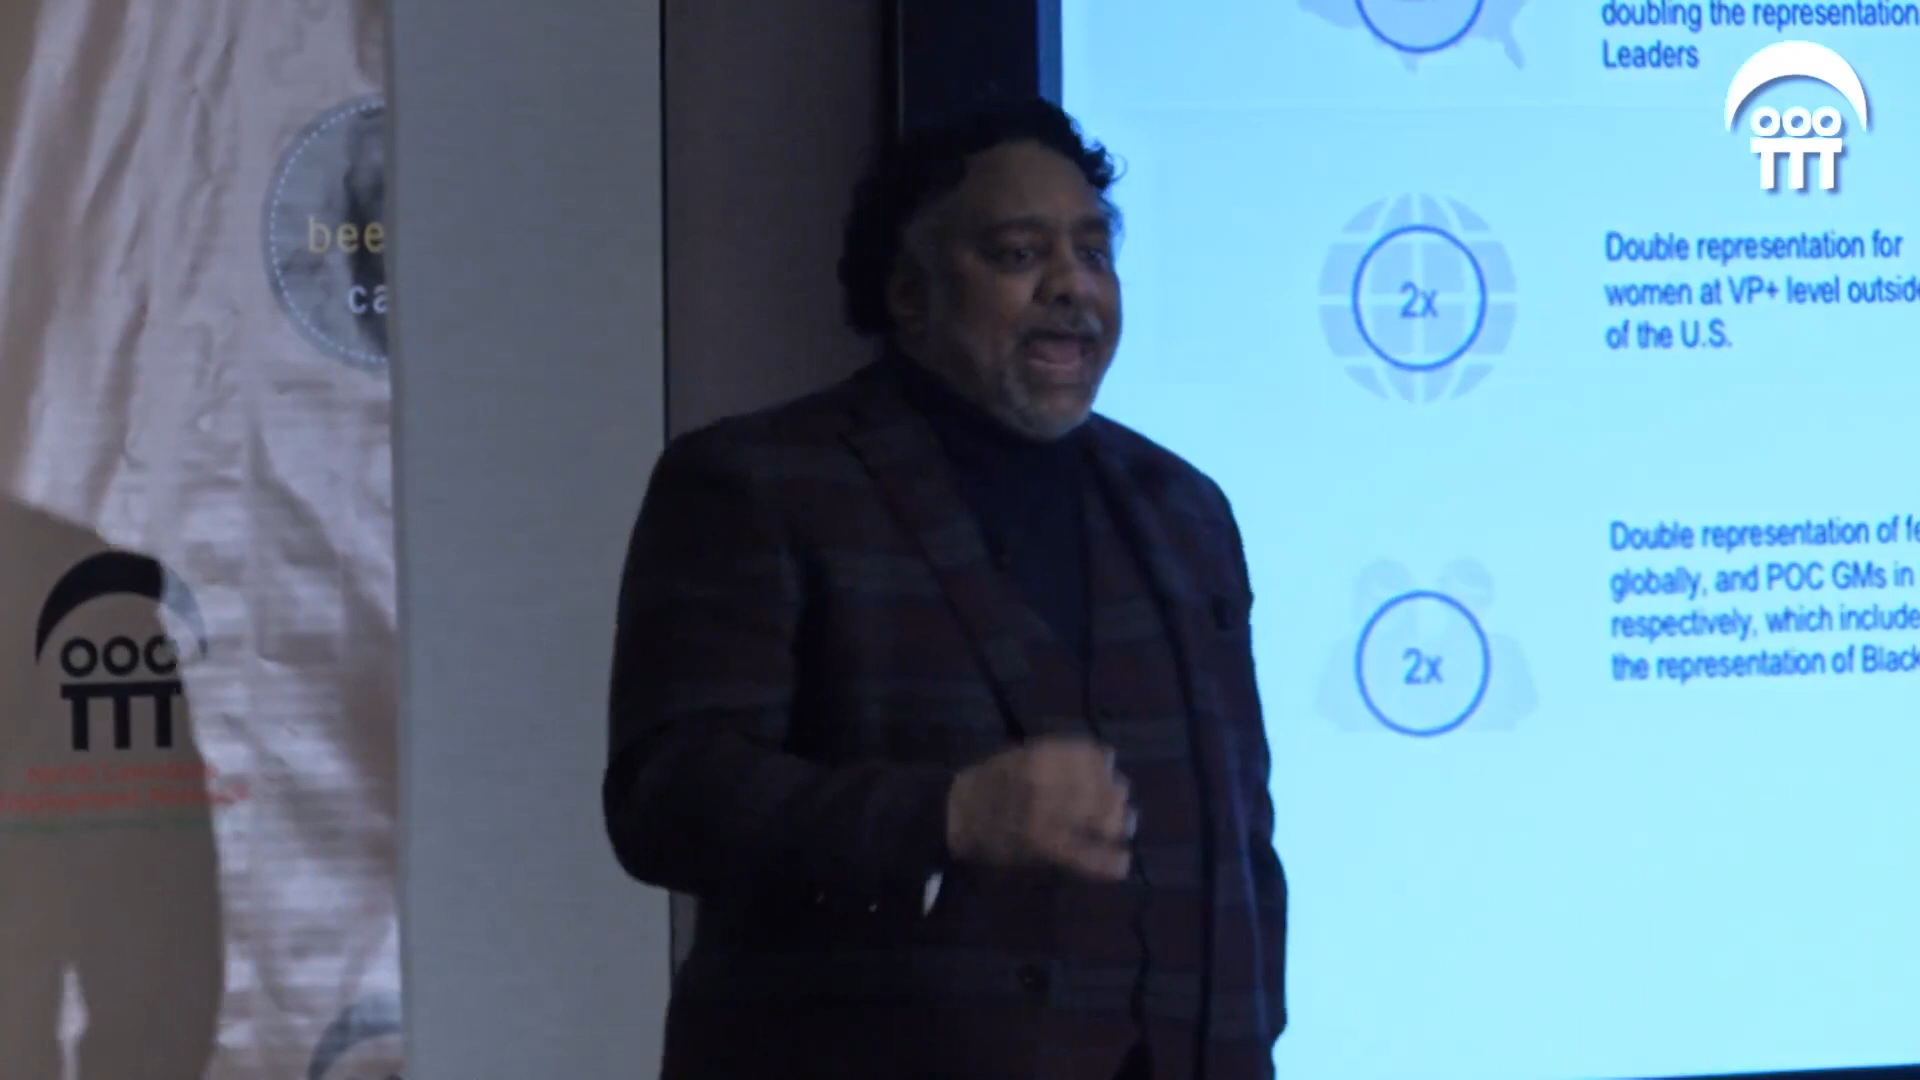 doubling the representation
Leaders
Double representation for
women at VP+ level outside
of the U.S.
2x
Double representation of
globally, and POC GMs in
respectively, which include
the representation of Black
2x
bee
ca